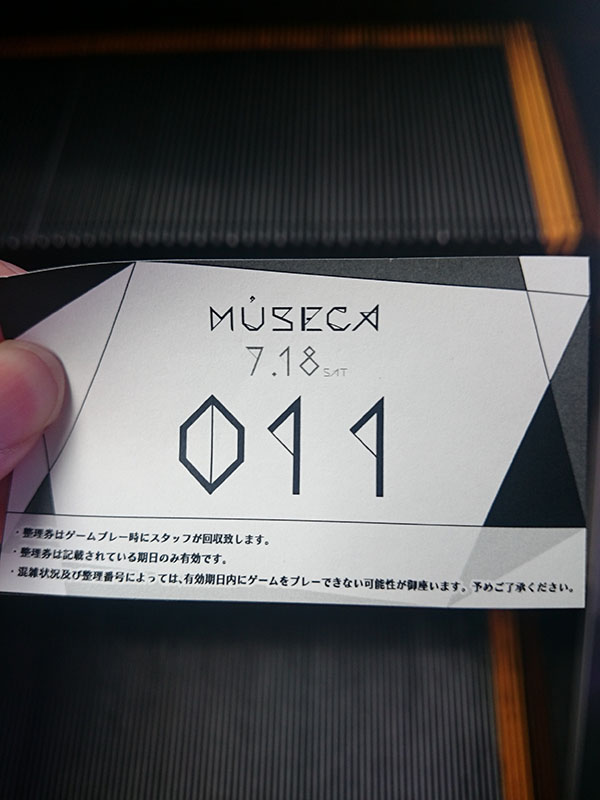 MÚSECA
7.18 SAT
011
・整理券はゲームプレー時にスタッフが回収致します。
・整理券は記載されている期日のみ有効です。
・混雑状況及び整理番号によっては、有効期日内にゲームをプレーできない可能性が御座います。予めご了承ください。